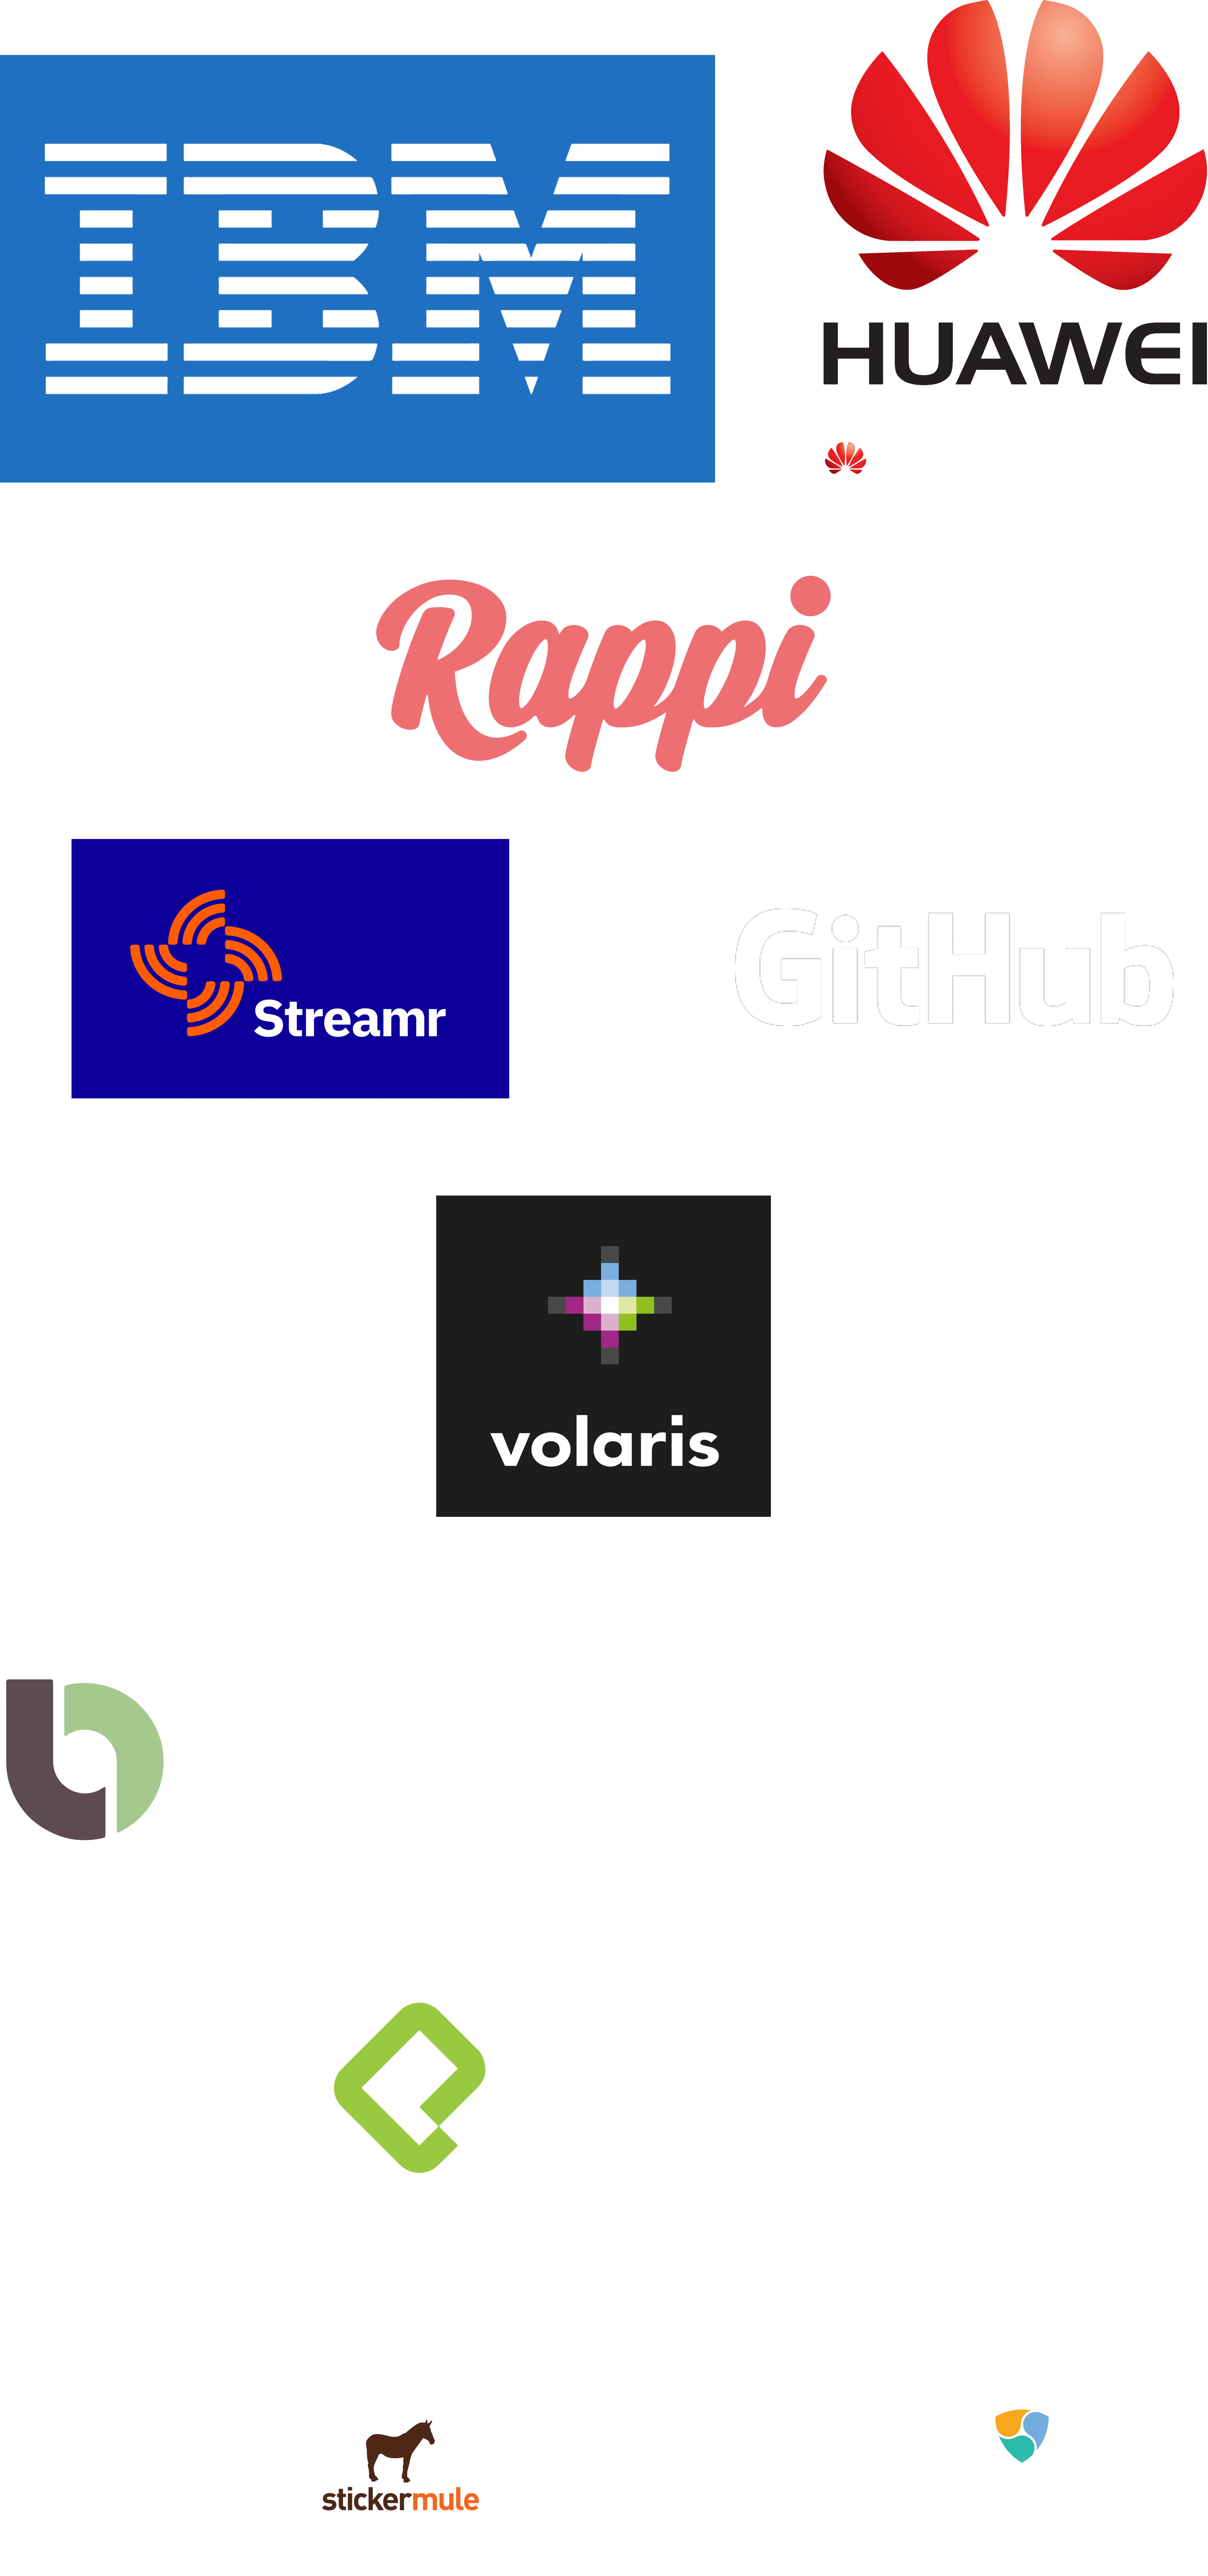 IBM
HUAWEI
Rappi
Streamr
GitHub
volaris
stickermule